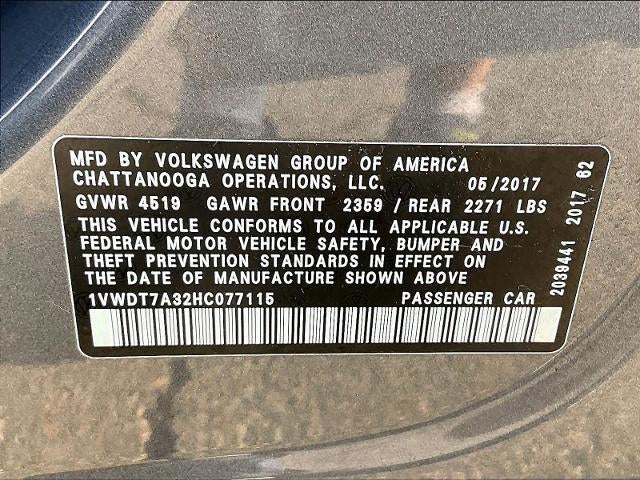 MFD BY VOLKSWAGEN GROUP OF AMERICA
CHATTANOOGA OPERATIONS, LLC. 05/2017
GVWR 4519 GAWR FRONT 2359 / REAR 2271 LBS
THIS VEHICLE CONFORMS TO ALL APPLICABLE U.S.
FEDERAL MOTOR VEHICLE SAFETY, BUMPER AND
THEFT PREVENTION STANDARDS IN EFFECT ON
THE DATE OF MANUFACTURE SHOWN ABOVE
1VWDT7A32HC077115 PASSENGER CAR
2039441 2017 62